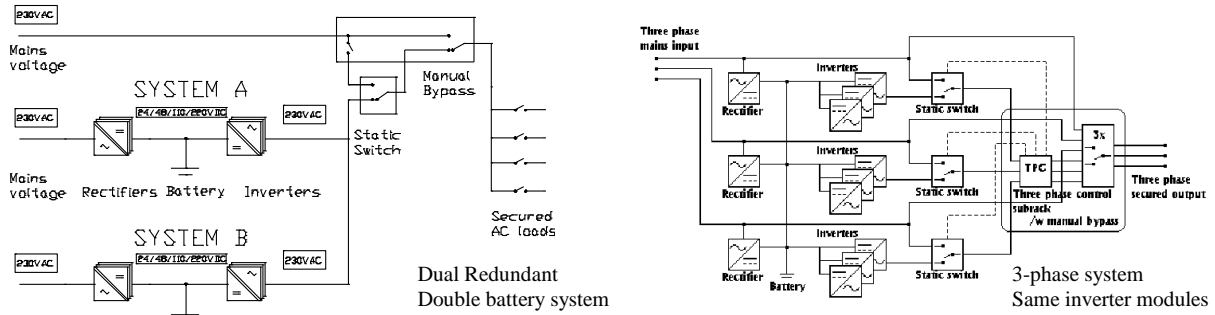 230VAC
Mains
voltage
Manual
Bypass
SYSTEM A
230VAC
24/48/110/220VDC
230VAC
Static
Switch
Mains
voltage
Rectifiers Battery Inverters
SYSTEM B
230VAC
24/48/110/220VDC
230VAC
Secured
AC loads
Dual Redundant
Double battery system
Three phase
mains input
Inverters
Rectifier
Static switch
Inverters
Rectifier
Static switch
3x
TPC
Three phase control
subrack
/w manual bypass
Three phase
secured output
Inverters
Rectifier
Battery
Static switch
3-phase system
Same inverter modules